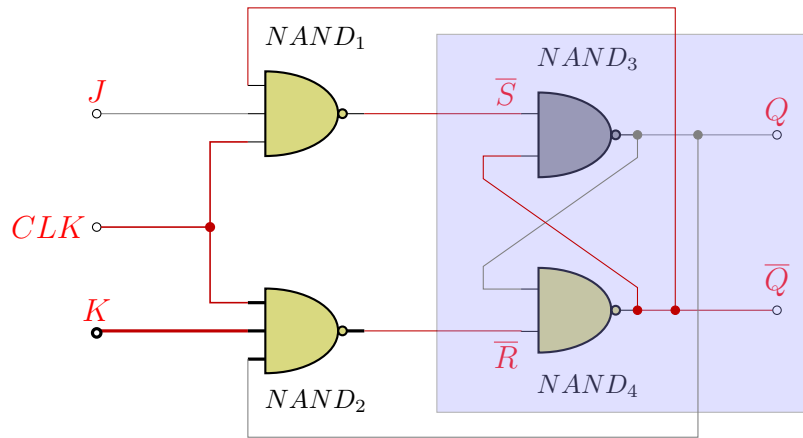 NAND₁
NAND₃
J
S̅
Q
CLK
K
Q̅
R̅
NAND₂
NAND₄